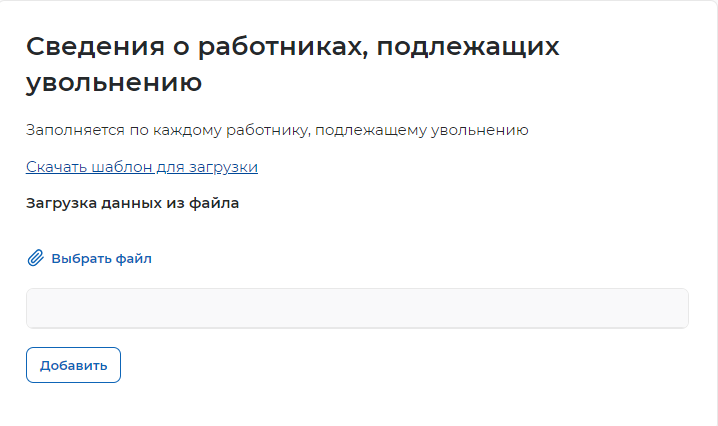 Сведения о работниках, подлежащих
увольнению
Заполняется по каждому работнику, подлежащему увольнению
Скачать шаблон для загрузки
Загрузка данных из файла
Выбрать файл
Добавить